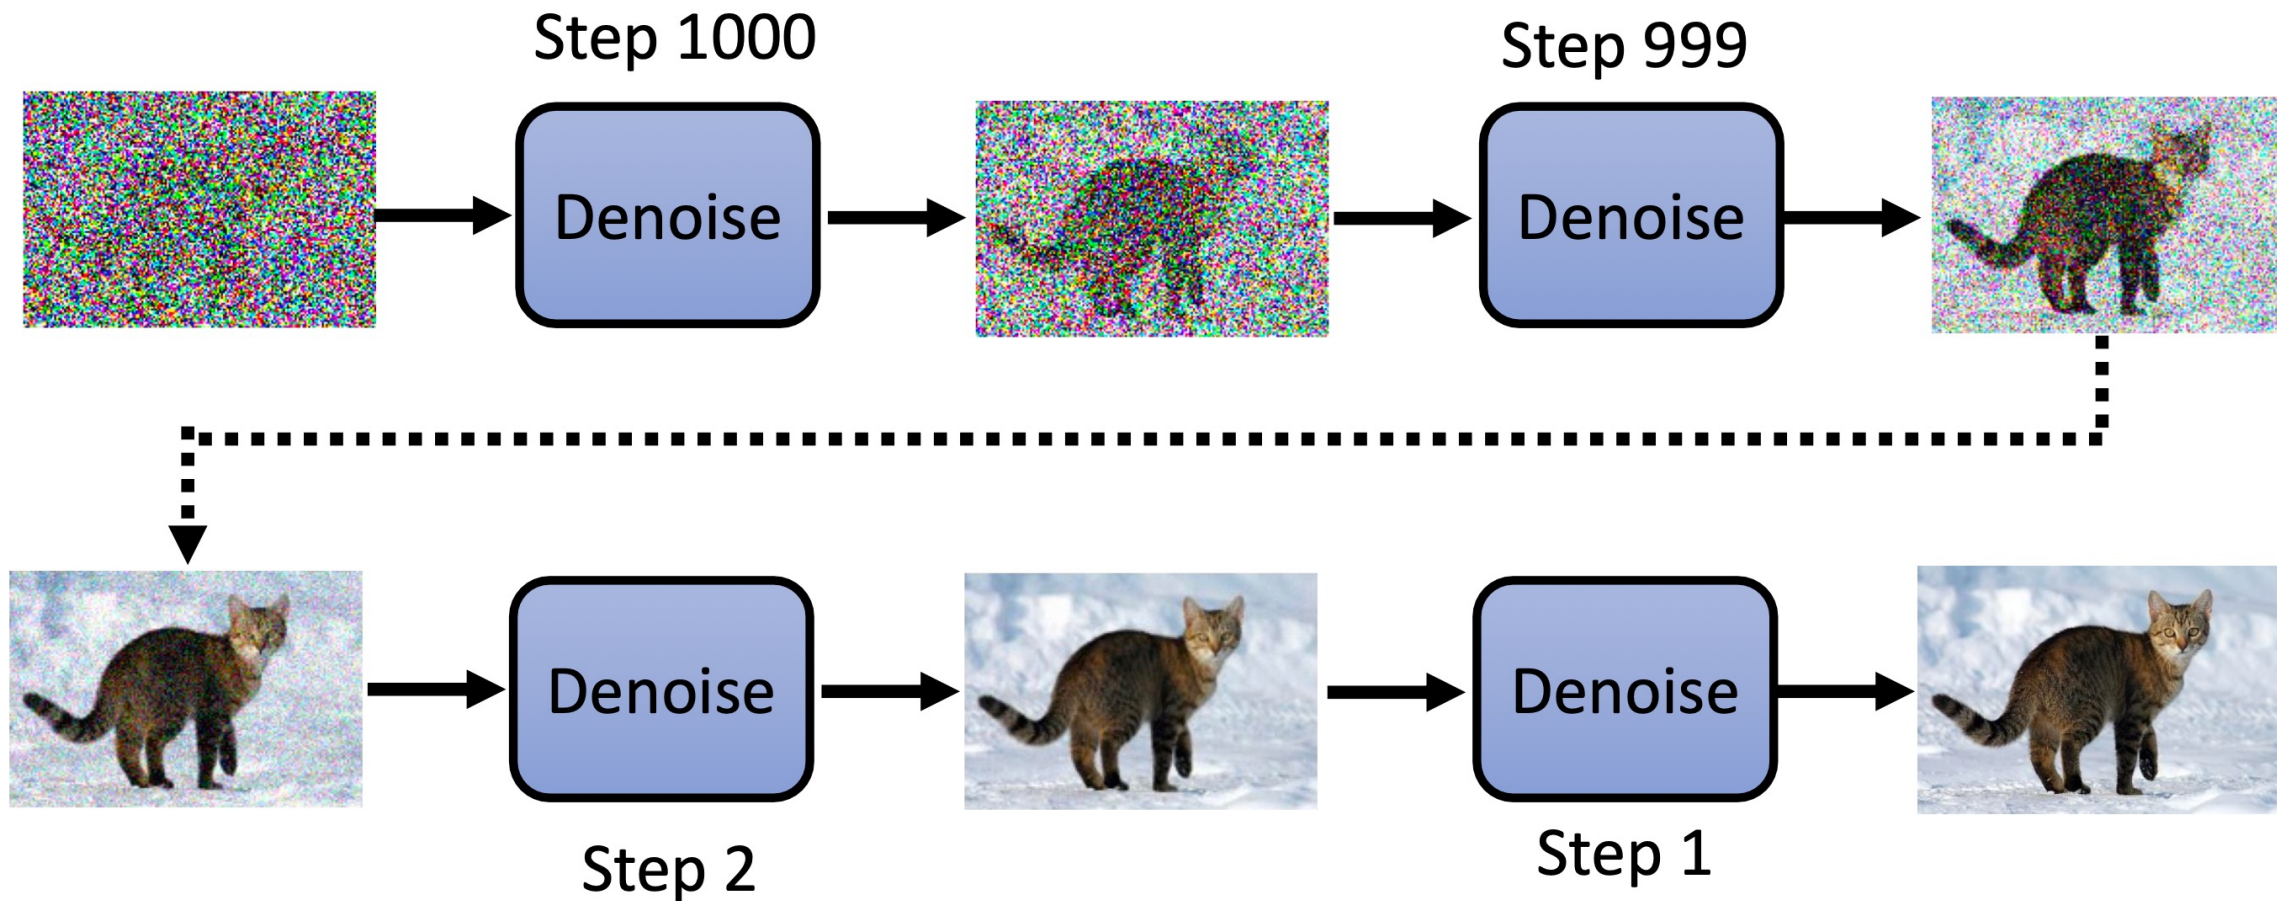 Step 1000
Step 999
Denoise
Denoise
Denoise
Denoise
Step 2
Step 1